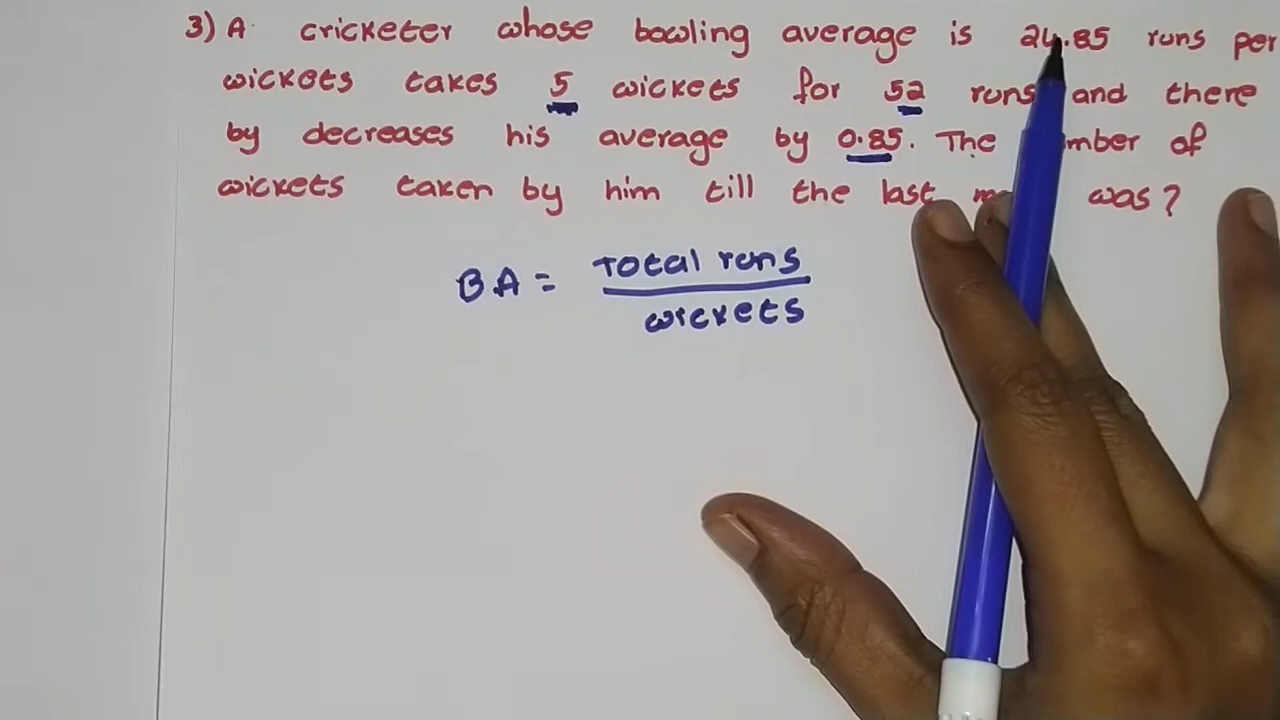 3) A cricketer whose bowling average is 24.85 runs per
wickets takes 5 wickets for 52 runs and there
by decreases his average by 0.85. The of
wickets taken by him till the last was?
BA = Total runs
wickets